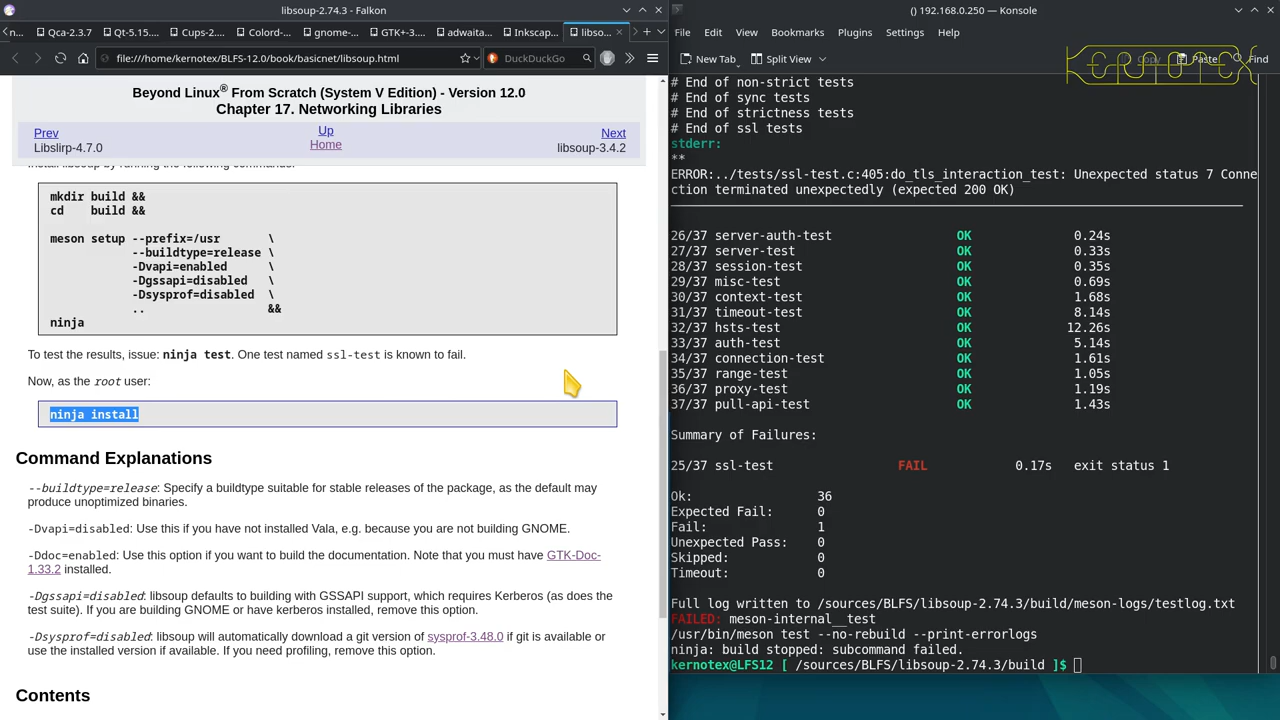 libsoup-2.74.3 - Falkon
n...
Qca-2.3.7
Qt-5.15....
Cups-2....
Colord-...
gnome-...
GTK+-3....
adwaita...
Inkscap...
libso...
file:///home/kernotex/BLFS-12.0/book/basicnet/libsoup.html
DuckDuckGo
Beyond Linux® From Scratch (System V Edition) - Version 12.0
Chapter 17. Networking Libraries
Prev
Up
Next
Libslirp-4.7.0
Home
libsoup-3.4.2
Install libsoup by running the following commands:
mkdir build &&
cd    build &&
meson setup --prefix=/usr       \
--buildtype=release \
-Dvapi=enabled      \
-Dgssapi=disabled   \
-Dsysprof=disabled  \
..                  &&
ninja
To test the results, issue: ninja test. One test named ssl-test is known to fail.
Now, as the root user:
ninja install
Command Explanations
--buildtype=release: Specify a buildtype suitable for stable releases of the package, as the default may
produce unoptimized binaries.
-Dvapi=disabled: Use this if you have not installed Vala, e.g. because you are not building GNOME.
-Ddoc=enabled: Use this option if you want to build the documentation. Note that you must have GTK-Doc-
1.33.2 installed.
-Dgssapi=disabled: libsoup defaults to building with GSSAPI support, which requires Kerberos (as does the
test suite). If you are building GNOME or have kerberos installed, remove this option.
-Dsysprof=disabled: libsoup will automatically download a git version of sysprof-3.48.0 if git is available or
use the installed version if available. If you need profiling, remove this option.
Contents
() 192.168.0.250 — Konsole
File Edit View Bookmarks Plugins Settings Help
New Tab
Split View
Copy
Paste
Find
KERNOTEX
# End of non-strict tests
# End of sync tests
# End of strictness tests
# End of ssl tests
stderr:
**
ERROR:../tests/ssl-test.c:405:do_tls_interaction_test: Unexpected status 7 Conne
ction terminated unexpectedly (expected 200 OK)
26/37 server-auth-test OK 0.24s
27/37 server-test OK 0.33s
28/37 session-test OK 0.35s
29/37 misc-test OK 0.69s
30/37 context-test OK 1.68s
31/37 timeout-test OK 8.14s
32/37 hsts-test OK 12.26s
33/37 auth-test OK 5.14s
34/37 connection-test OK 1.61s
35/37 range-test OK 1.05s
36/37 proxy-test OK 1.19s
37/37 pull-api-test OK 1.43s
Summary of Failures:
25/37 ssl-test FAIL 0.17s exit status 1
Ok: 36
Expected Fail: 0
Fail: 1
Unexpected Pass: 0
Skipped: 0
Timeout: 0
Full log written to /sources/BLFS/libsoup-2.74.3/build/meson-logs/testlog.txt
FAILED: meson-internal__test
/usr/bin/meson test --no-rebuild --print-errorlogs
ninja: build stopped: subcommand failed.
kernotex@LFS12 [ /sources/BLFS/libsoup-2.74.3/build ]$